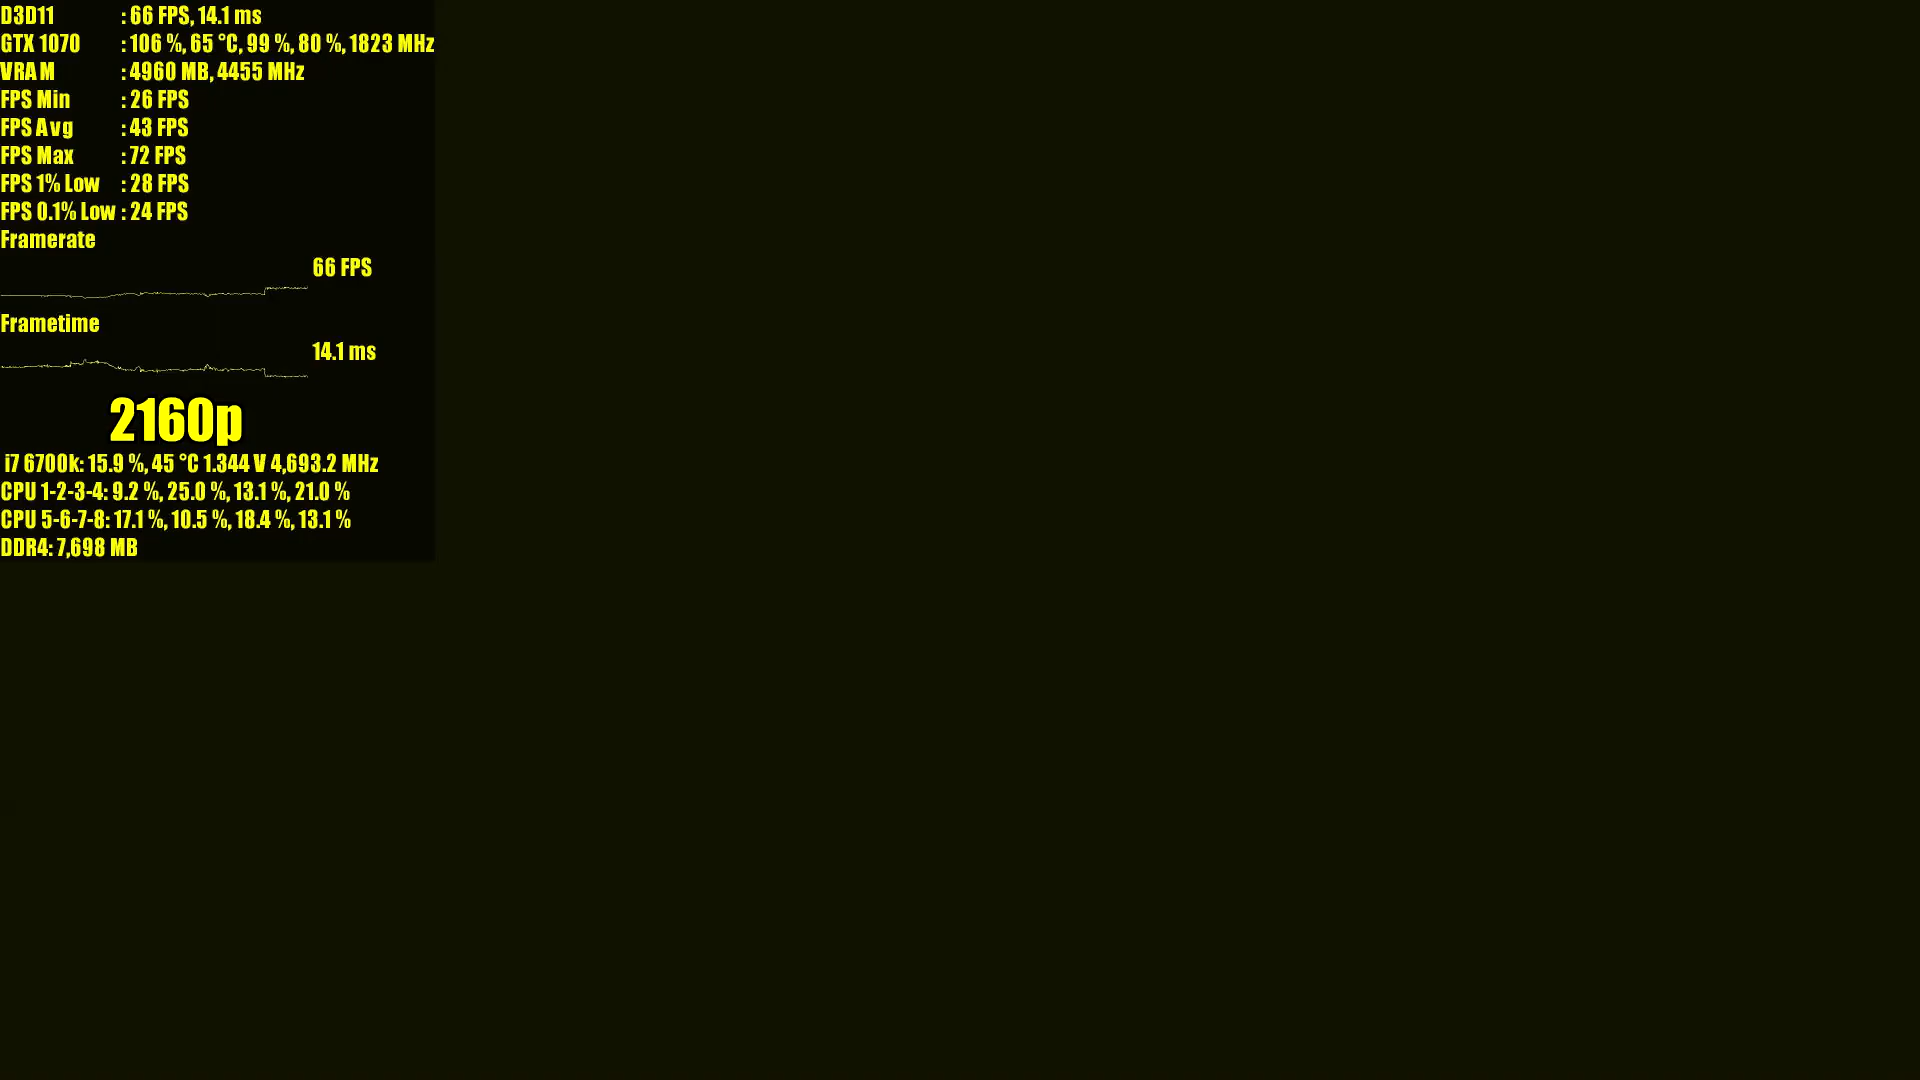 D3D11 : 66 FPS, 14.1 ms
GTX 1070 : 106 %, 65 °C, 99 %, 80 %, 1823 MHz
VRAM : 4960 MB, 4455 MHz
FPS Min : 26 FPS
FPS Avg : 43 FPS
FPS Max : 72 FPS
FPS 1% Low : 28 FPS
FPS 0.1% Low : 24 FPS
Framerate
66 FPS
Frametime
14.1 ms
2160p
i7 6700k: 15.9 %, 45 °C 1.344 V 4,693.2 MHz
CPU 1-2-3-4: 9.2 %, 25.0 %, 13.1 %, 21.0 %
CPU 5-6-7-8: 17.1 %, 10.5 %, 18.4 %, 13.1 %
DDR4: 7,698 MB